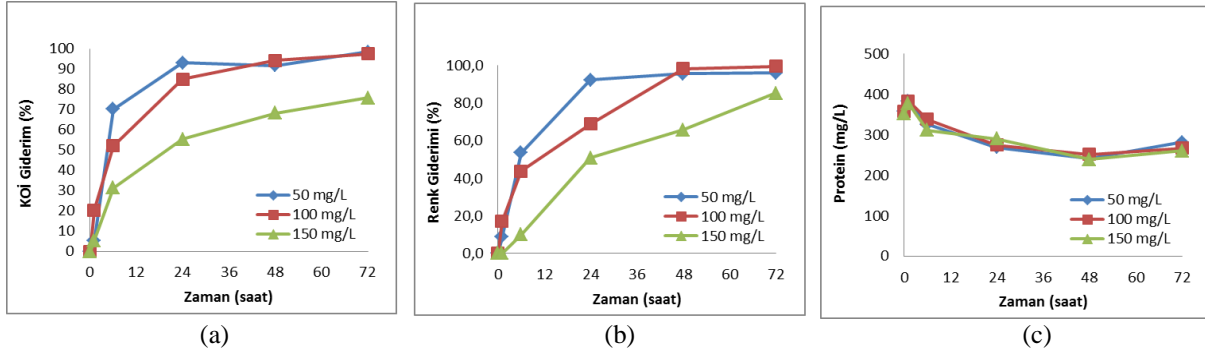 KOİ Giderim (%)
100
90
80
70
60
50
40
30
20
10
0
50 mg/L
100 mg/L
150 mg/L
0 12 24 36 48 60 72
Zaman (saat)
(a)
Renk Giderimi (%)
100,0
80,0
60,0
40,0
20,0
0,0
50 mg/L
100 mg/L
150 mg/L
0 12 24 36 48 60 72
Zaman (saat)
(b)
Protein (mg/L)
500
400
300
200
100
0
50 mg/L
100 mg/L
150 mg/L
0 12 24 36 48 60 72
Zaman (saat)
(c)